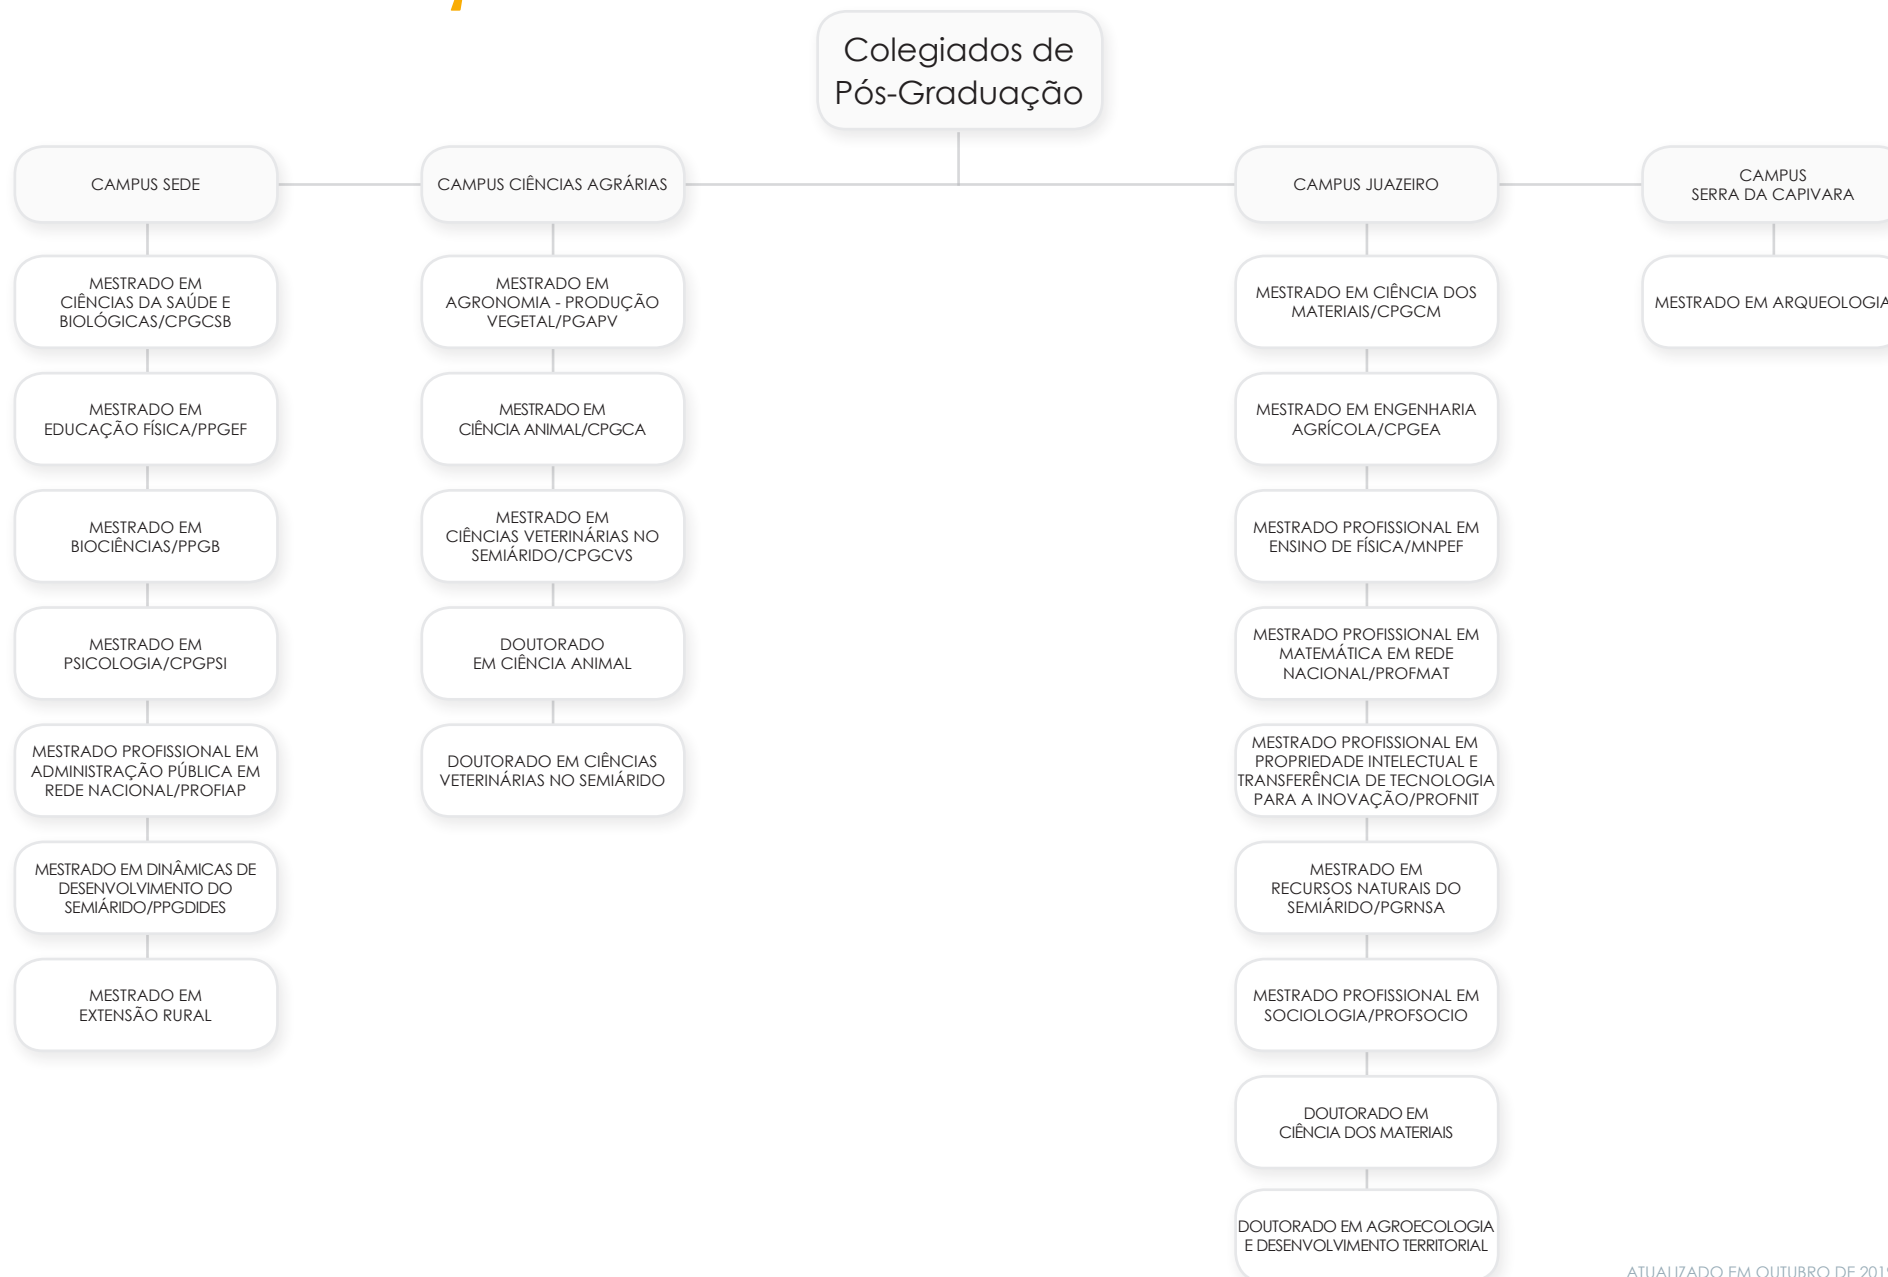 Colegiados de
Pós-Graduação
CAMPUS SEDE
MESTRADO EM
CIÊNCIAS DA SAÚDE E
BIOLÓGICAS/CPGCSB
MESTRADO EM
EDUCAÇÃO FÍSICA/PPGEF
MESTRADO EM
BIOCIÊNCIAS/PPGB
MESTRADO EM
PSICOLOGIA/CPGPSI
MESTRADO PROFISSIONAL EM
ADMINISTRAÇÃO PÚBLICA EM
REDE NACIONAL/PROFIAP
MESTRADO EM DINÂMICAS DE
DESENVOLVIMENTO DO
SEMIÁRIDO/PPGDIDES
MESTRADO EM
EXTENSÃO RURAL
CAMPUS CIÊNCIAS AGRÁRIAS
MESTRADO EM
AGRONOMIA - PRODUÇÃO
VEGETAL/PGAPV
MESTRADO EM
CIÊNCIA ANIMAL/CPGCA
MESTRADO EM
CIÊNCIAS VETERINÁRIAS NO
SEMIÁRIDO/CPGCVS
DOUTORADO
EM CIÊNCIA ANIMAL
DOUTORADO EM CIÊNCIAS
VETERINÁRIAS NO SEMIÁRIDO
CAMPUS JUAZEIRO
MESTRADO EM CIÊNCIA DOS
MATERIAIS/CPGCM
MESTRADO EM ENGENHARIA
AGRÍCOLA/CPGEA
MESTRADO PROFISSIONAL EM
ENSINO DE FÍSICA/MNPEF
MESTRADO PROFISSIONAL EM
MATEMÁTICA EM REDE
NACIONAL/PROFMAT
MESTRADO PROFISSIONAL EM
PROPRIEDADE INTELECTUAL E
TRANSFERÊNCIA DE TECNOLOGIA
PARA A INOVAÇÃO/PROFNIT
MESTRADO EM
RECURSOS NATURAIS DO
SEMIÁRIDO/PGRNSA
MESTRADO PROFISSIONAL EM
SOCIOLOGIA/PROFSOCIO
DOUTORADO EM
CIÊNCIA DOS MATERIAIS
DOUTORADO EM AGROECOLOGIA
E DESENVOLVIMENTO TERRITORIAL
CAMPUS
SERRA DA CAPIVARA
MESTRADO EM ARQUEOLOGIA
ATUALIZADO EM OUTUBRO DE 2019